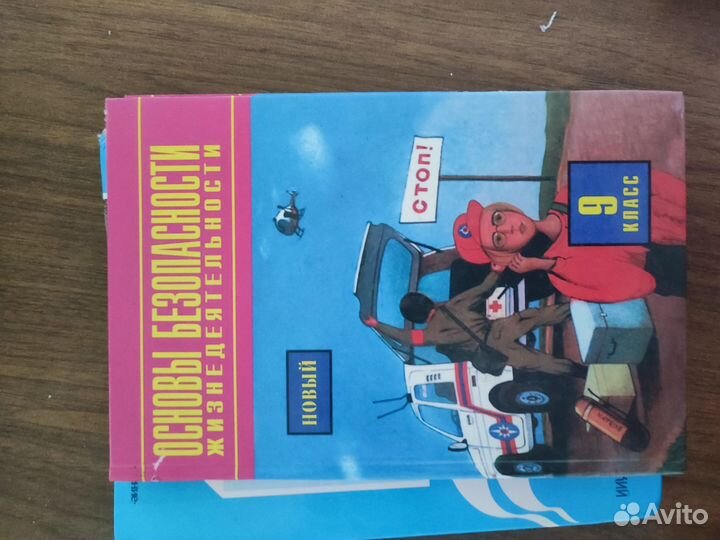 ОСНОВЫ БЕЗОПАСНОСТИ
ЖИЗНЕДЕЯТЕЛЬНОСТИ
СТОП!
НОВЫЙ
9
КЛАСС
Avito